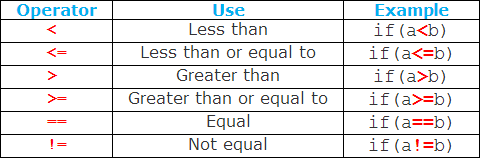 Operator Use Example
< Less than if(a<b)
<= Less than or equal to if(a<=b)
> Greater than if(a>b)
>= Greater than or equal to if(a>=b)
== Equal if(a==b)
!= Not equal if(a!=b)